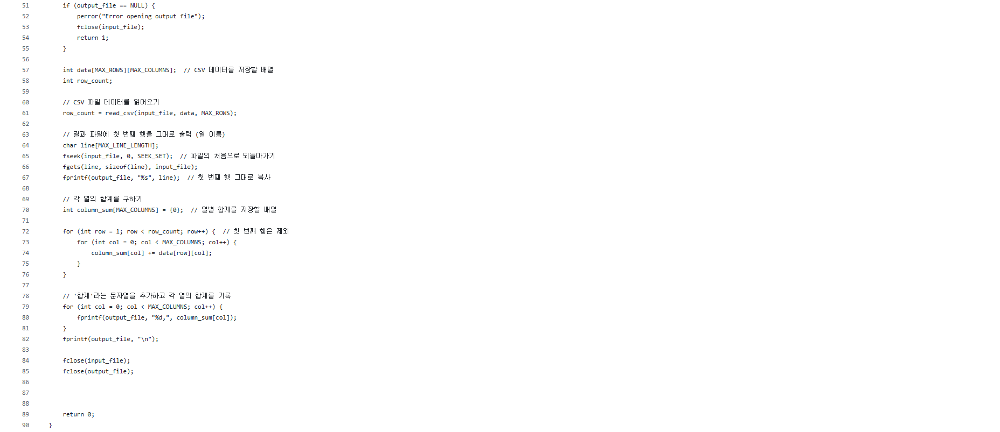 51 if (output_file == NULL) {
52 perror("Error opening output file");
53 fclose(input_file);
54 return 1;
55 }
56
57 int data[MAX_ROWS][MAX_COLUMNS];  // CSV 데이터를 저장할 배열
58 int row_count;
59
60 // CSV 파일 데이터를 읽어오기
61 row_count = read_csv(input_file, data, MAX_ROWS);
62
63 // 결과 파일에 첫 번째 행을 그대로 출력 (열 이름)
64 char line[MAX_LINE_LENGTH];
65 fseek(input_file, 0, SEEK_SET);  // 파일의 처음으로 되돌아가기
66 fgets(line, sizeof(line), input_file);
67 fprintf(output_file, "%s", line);  // 첫 번째 행 그대로 복사
68
69 // 각 열의 합계를 구하기
70 int column_sum[MAX_COLUMNS] = {0};  // 열별 합계를 저장할 배열
71
72 for (int row = 1; row < row_count; row++) {  // 첫 번째 행은 제외
73 for (int col = 0; col < MAX_COLUMNS; col++) {
74 column_sum[col] += data[row][col];
75 }
76 }
77
78 // '합계'라는 문자열을 추가하고 각 열의 합계를 기록
79 for (int col = 0; col < MAX_COLUMNS; col++) {
80 fprintf(output_file, "%d,", column_sum[col]);
81 }
82 fprintf(output_file, "\n");
83
84 fclose(input_file);
85 fclose(output_file);
86
87
88
89 return 0;
90 }